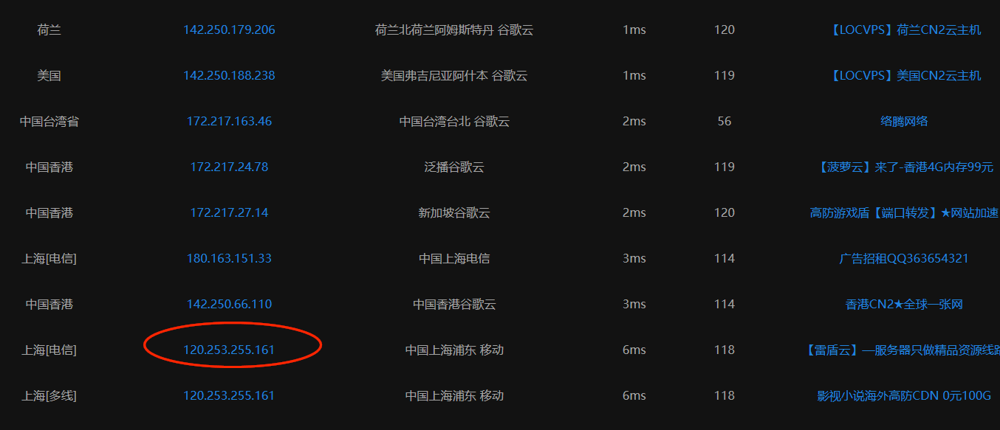 荷兰 142.250.179.206 荷兰北荷兰阿姆斯特丹 谷歌云 1ms 120 【LOCVPS】荷兰CN2云主机
美国 142.250.188.238 美国弗吉尼亚阿什本 谷歌云 1ms 119 【LOCVPS】美国CN2云主机
中国台湾省 172.217.163.46 中国台湾台北 谷歌云 2ms 56 络腾网络
中国香港 172.217.24.78 泛播谷歌云 2ms 119 【菠萝云】来了-香港4G内存99元
中国香港 172.217.27.14 新加坡谷歌云 2ms 120 高防游戏盾【端口转发】★网站加速
上海[电信] 180.163.151.33 中国上海电信 3ms 114 广告招租QQ363654321
中国香港 142.250.66.110 中国香港谷歌云 3ms 114 香港CN2★全球一张网
上海[电信] 120.253.255.161 中国上海浦东 移动 6ms 118 【雷盾云】—服务器只做精品资源线路
上海[多线] 120.253.255.161 中国上海浦东 移动 6ms 118 影视小说海外高防CDN 0元100G